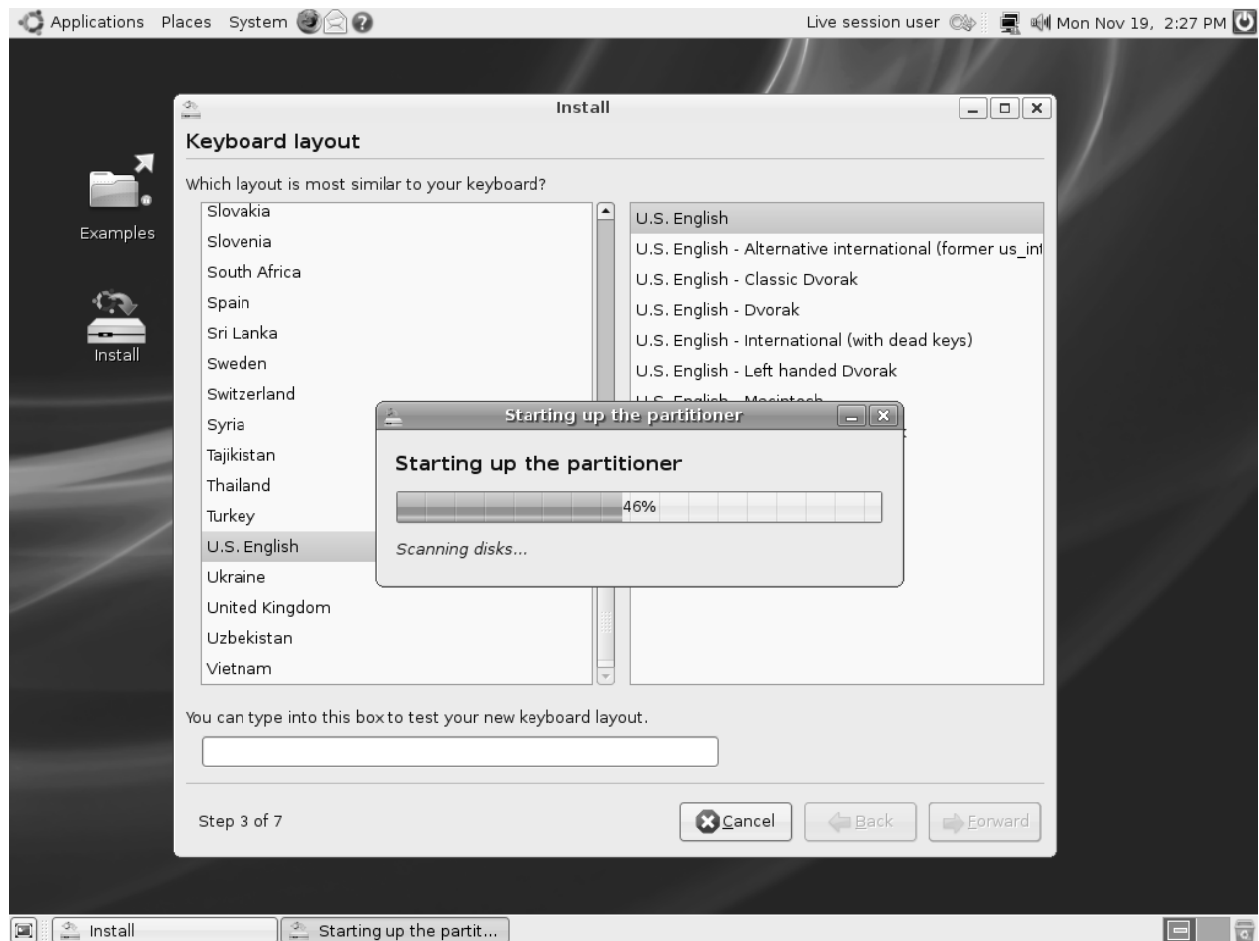 Applications Places System
Live session user
Mon Nov 19, 2:27 PM
Examples
Install
Install
Keyboard layout
Which layout is most similar to your keyboard?
Slovakia
Slovenia
South Africa
Spain
Sri Lanka
Sweden
Switzerland
Syria
Tajikistan
Thailand
Turkey
U.S. English
Ukraine
United Kingdom
Uzbekistan
Vietnam
U.S. English
U.S. English - Alternative international (former us_int
U.S. English - Classic Dvorak
U.S. English - Dvorak
U.S. English - International (with dead keys)
U.S. English - Left handed Dvorak
U.S. English - Macintosh
Starting up the partitioner
Starting up the partitioner
46%
Scanning disks...
You can type into this box to test your new keyboard layout.
Step 3 of 7
Cancel
Back
Forward
Install
Starting up the partit...